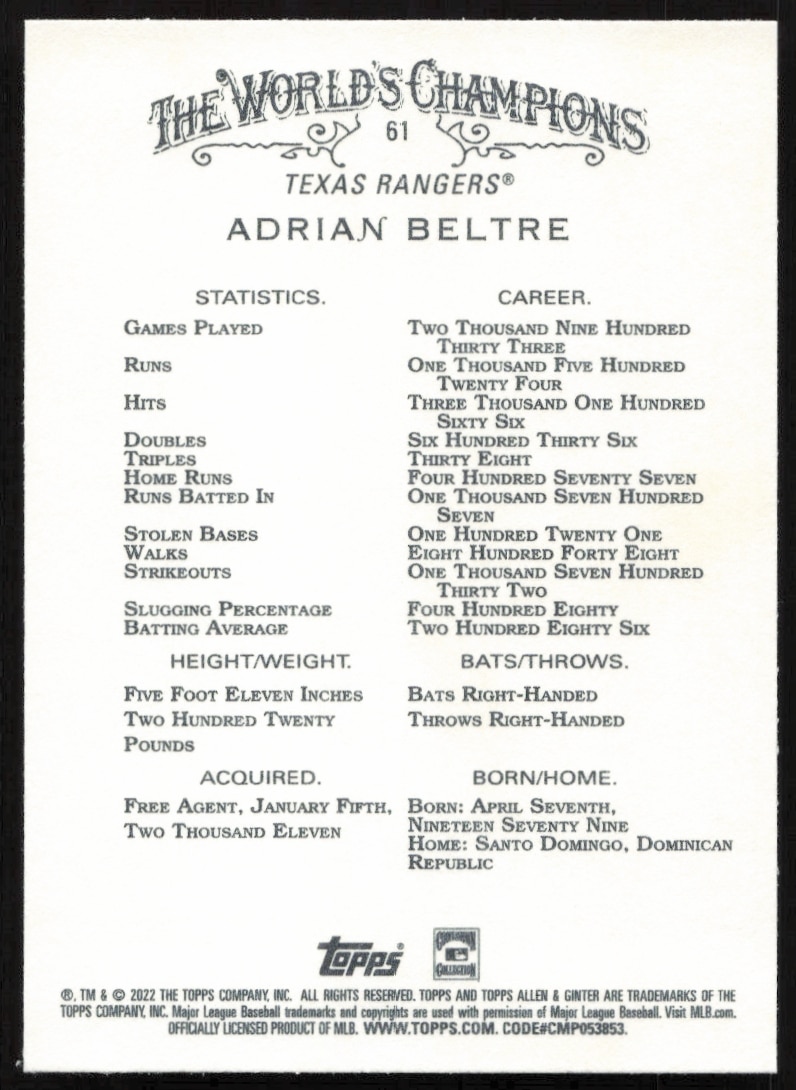 THE WORLD'S CHAMPIONS
61
TEXAS RANGERS®
ADRIAN BELTRE
STATISTICS. CAREER.
GAMES PLAYED TWO THOUSAND NINE HUNDRED
THIRTY THREE
RUNS ONE THOUSAND FIVE HUNDRED
TWENTY FOUR
HITS THREE THOUSAND ONE HUNDRED
SIXTY SIX
DOUBLES SIX HUNDRED THIRTY SIX
TRIPLES THIRTY EIGHT
HOME RUNS FOUR HUNDRED SEVENTY SEVEN
RUNS BATTED IN ONE THOUSAND SEVEN HUNDRED
SEVEN
STOLEN BASES ONE HUNDRED TWENTY ONE
WALKS EIGHT HUNDRED FORTY EIGHT
STRIKEOUTS ONE THOUSAND SEVEN HUNDRED
THIRTY TWO
SLUGGING PERCENTAGE FOUR HUNDRED EIGHTY
BATTING AVERAGE TWO HUNDRED EIGHTY SIX
HEIGHT/WEIGHT. BATS/THROWS.
FIVE FOOT ELEVEN INCHES BATS RIGHT-HANDED
TWO HUNDRED TWENTY THROWS RIGHT-HANDED
POUNDS
ACQUIRED. BORN/HOME.
FREE AGENT, JANUARY FIFTH, BORN: APRIL SEVENTH,
TWO THOUSAND ELEVEN NINETEEN SEVENTY NINE
HOME: SANTO DOMINGO, DOMINICAN
REPUBLIC
topps® COOPERSTOWN
COLLECTION
®, TM & © 2022 THE TOPPS COMPANY, INC. ALL RIGHTS RESERVED. TOPPS AND TOPPS ALLEN & GINTER ARE TRADEMARKS OF THE
TOPPS COMPANY, INC. Major League Baseball trademarks and copyrights are used with permission of Major League Baseball. Visit MLB.com.
OFFICIALLY LICENSED PRODUCT OF MLB. WWW.TOPPS.COM. CODE#CMP053853.